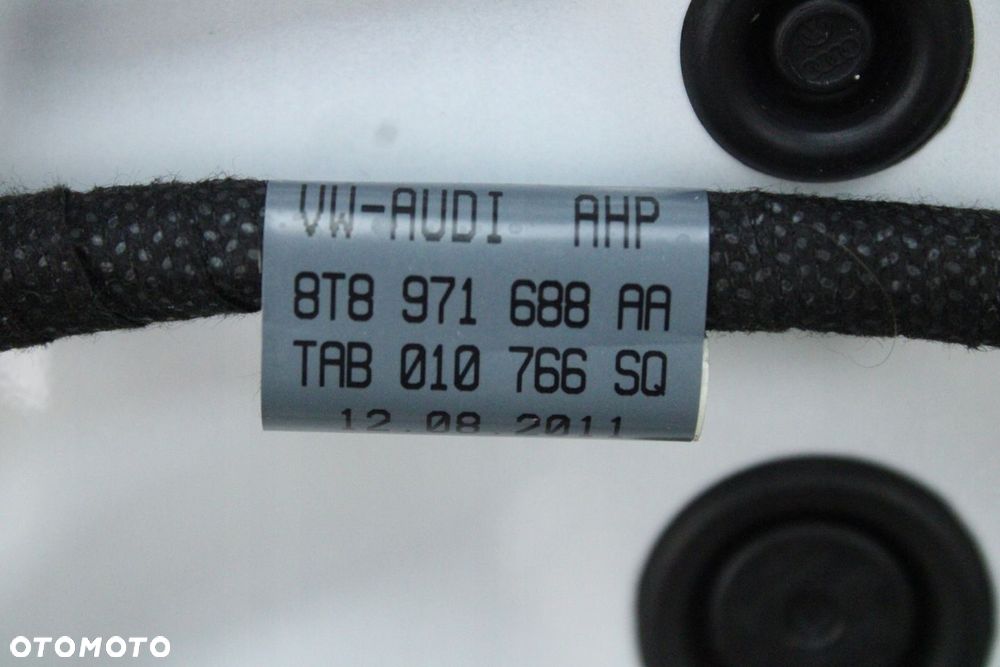 VW-AUDI AHP
8T8 971 688 AA
TAB 010 766 SQ
12.08.2011
OTOMOTO